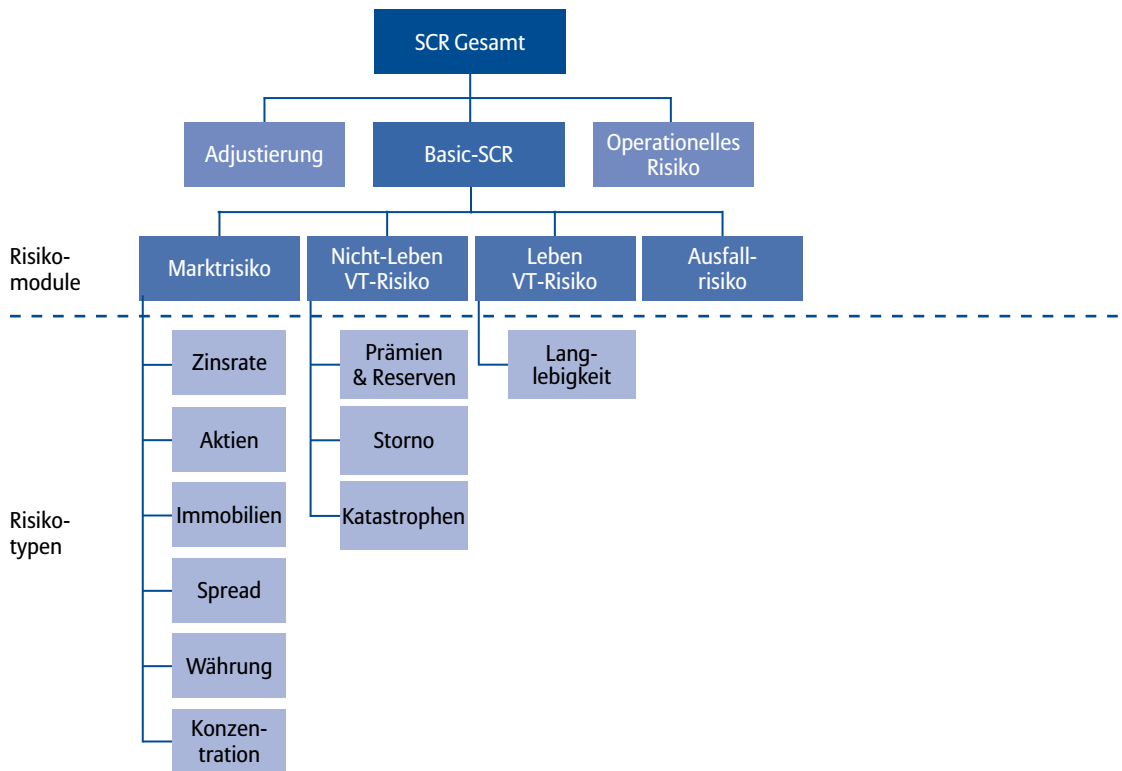 SCR Gesamt
Adjustierung
Basic-SCR
Operationelles
Risiko
Risiko-
module
Marktrisiko
Nicht-Leben
VT-Risiko
Leben
VT-Risiko
Ausfall-
risiko
Zinsrate
Prämien
& Reserven
Lang-
lebigkeit
Aktien
Storno
Risiko-
typen
Immobilien
Katastrophen
Spread
Währung
Konzen-
tration